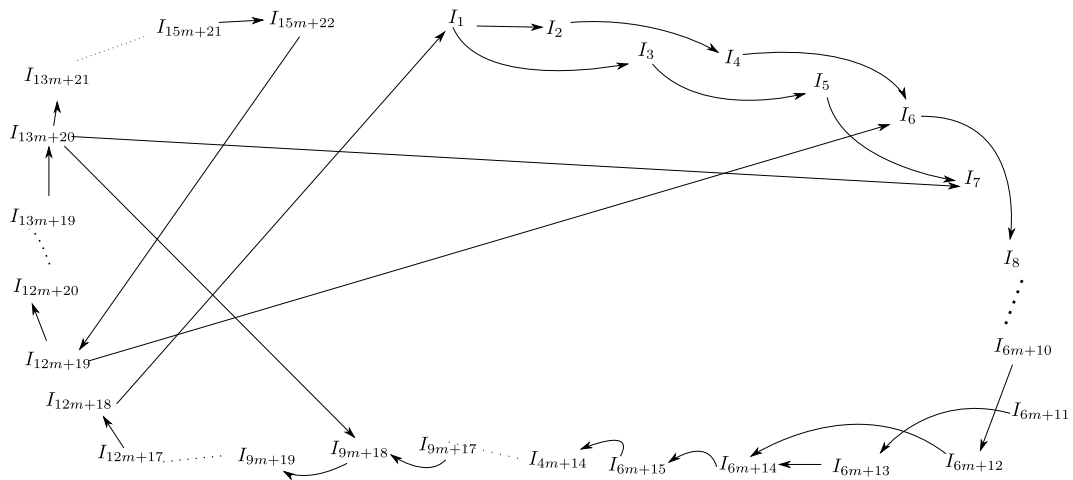 I₁
I₂
I₃
I₄
I₅
I₆
I₇
I₈
I₆ₘ₊₁₀
I₆ₘ₊₁₁
I₆ₘ₊₁₂
I₆ₘ₊₁₃
I₆ₘ₊₁₄
I₆ₘ₊₁₅
I₄ₘ₊₁₄
I₉ₘ₊₁₇
I₉ₘ₊₁₈
I₉ₘ₊₁₉
I₁₂ₘ₊₁₇
I₁₂ₘ₊₁₈
I₁₂ₘ₊₁₉
I₁₂ₘ₊₂₀
I₁₃ₘ₊₁₉
I₁₃ₘ₊₂₀
I₁₃ₘ₊₂₁
I₁₅ₘ₊₂₁
I₁₅ₘ₊₂₂